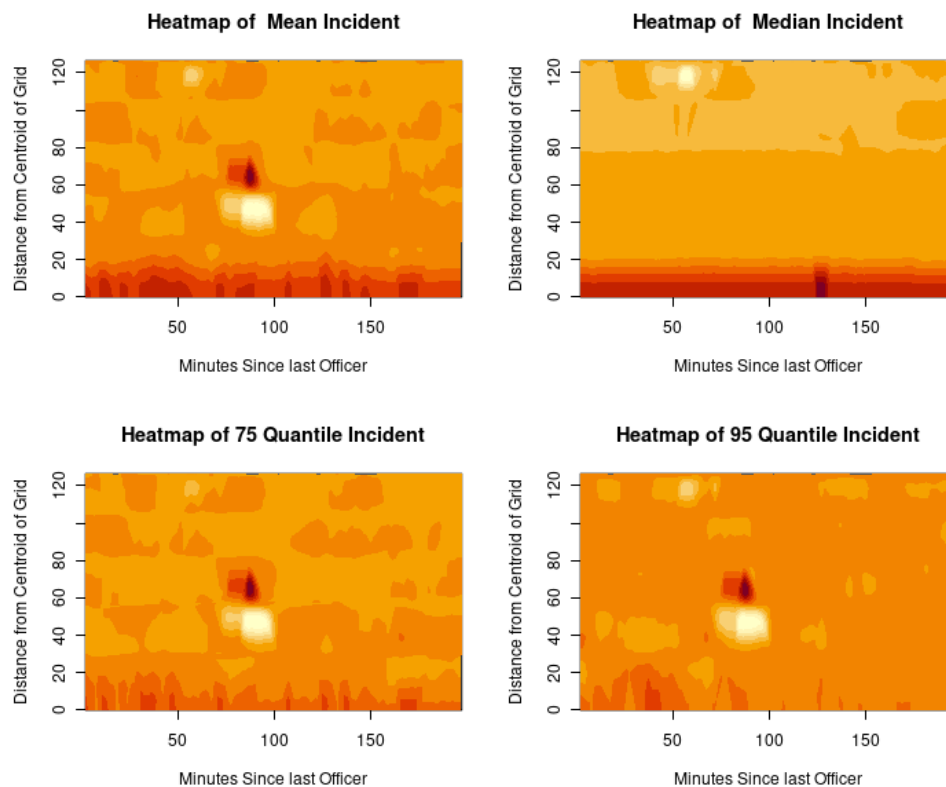 Heatmap of  Mean Incident
Distance from Centroid of Grid
0 20 40 60 80 120
50 100 150
Minutes Since last Officer
Heatmap of  Median Incident
Distance from Centroid of Grid
0 20 40 60 80 120
50 100 150
Minutes Since last Officer
Heatmap of 75 Quantile Incident
Distance from Centroid of Grid
0 20 40 60 80 120
50 100 150
Minutes Since last Officer
Heatmap of 95 Quantile Incident
Distance from Centroid of Grid
0 20 40 60 80 120
50 100 150
Minutes Since last Officer